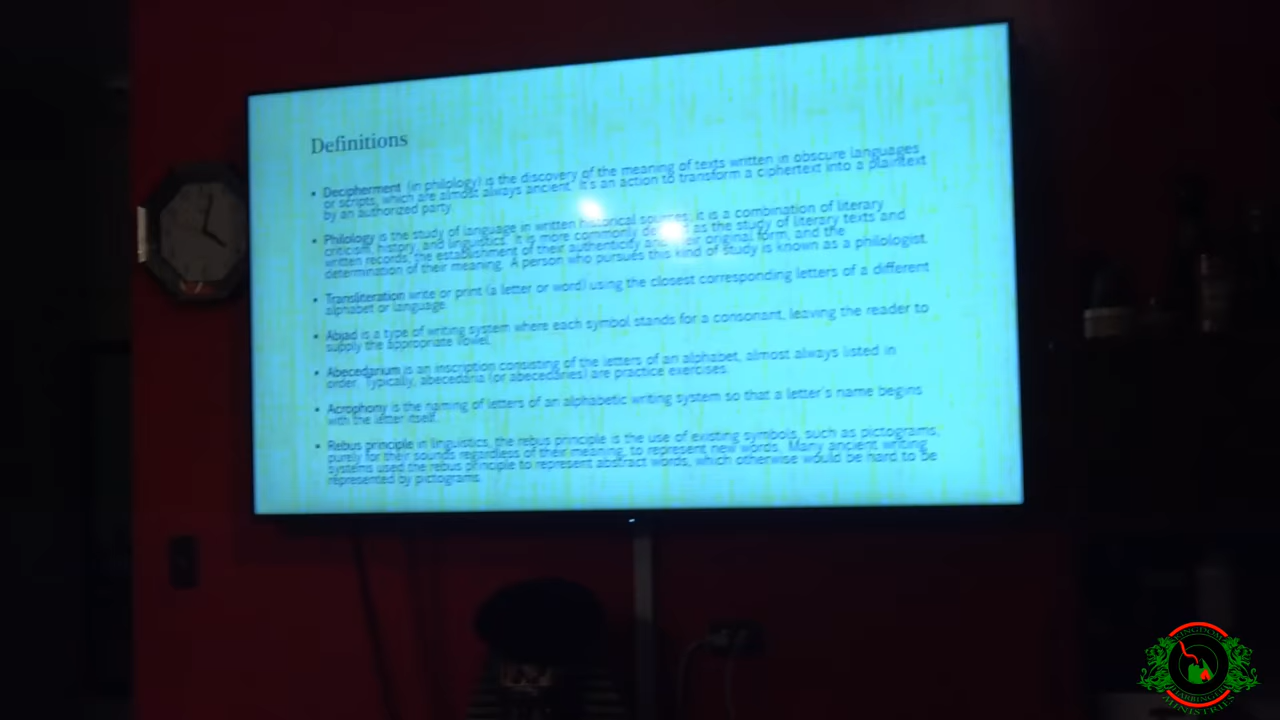 Definitions
• Decipherment (in philology) is the discovery of the meaning of texts written in obscure languages
or scripts, which are almost always ancient. It's an action to transform a ciphertext into a plaintext
by an authorized party.
• Philology is the study of language in written historical sources, it is a combination of literary
criticism, history, and linguistics. It is more commonly as the study of literary texts and
written records, the establishment of their authenticity and their original form, and the
determination of their meaning. A person who pursues this kind of study is known as a philologist.
• Transliteration write or print (a letter or word) using the closest corresponding letters of a different
alphabet or language.
• Abjad is a type of writing system where each symbol stands for a consonant, leaving the reader to
supply the appropriate vowel.
• Abecedarium is an inscription consisting of the letters of an alphabet, almost always listed in
order. Typically, abecedaria (or abecedaries) are practice exercises.
• Acrophony is the naming of letters of an alphabetic writing system so that a letter's name begins
with the letter itself.
• Rebus principle in linguistics, the rebus principle is the use of existing symbols, such as pictograms,
purely for their sounds regardless of their meaning, to represent new words. Many ancient writing
systems used the rebus principle to represent abstract words, which otherwise would be hard to be
represented by pictograms.
KINGDOM
HARRINGTON
MINISTRIES